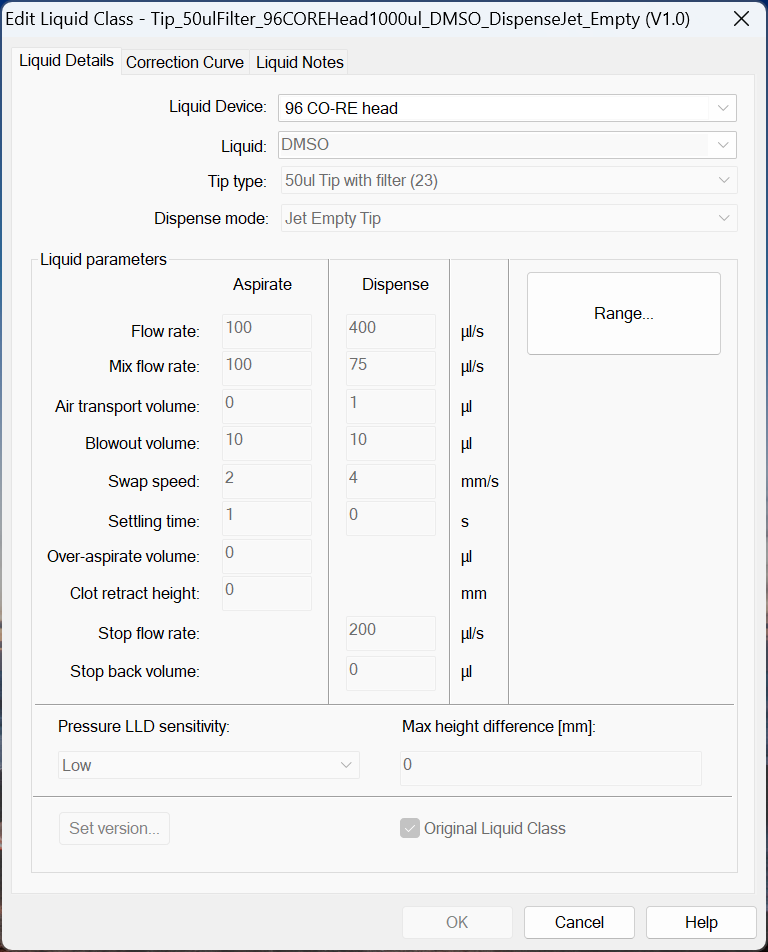 Edit Liquid Class - Tip_50ulFilter_96COREHead1000ul_DMSO_DispenseJet_Empty (V1.0)
Liquid Details Correction Curve Liquid Notes
Liquid Device: 96 CO-RE head
Liquid: DMSO
Tip type: 50ul Tip with filter (23)
Dispense mode: Jet Empty Tip
Liquid parameters
Aspirate Dispense
Range...
Flow rate: 100 400 µl/s
Mix flow rate: 100 75 µl/s
Air transport volume: 0 1 µl
Blowout volume: 10 10 µl
Swap speed: 2 4 mm/s
Settling time: 1 0 s
Over-aspirate volume: 0 µl
Clot retract height: 0 mm
Stop flow rate: 200 µl/s
Stop back volume: 0 µl
Pressure LLD sensitivity: Max height difference [mm]:
Low 0
Set version... Original Liquid Class
OK Cancel Help